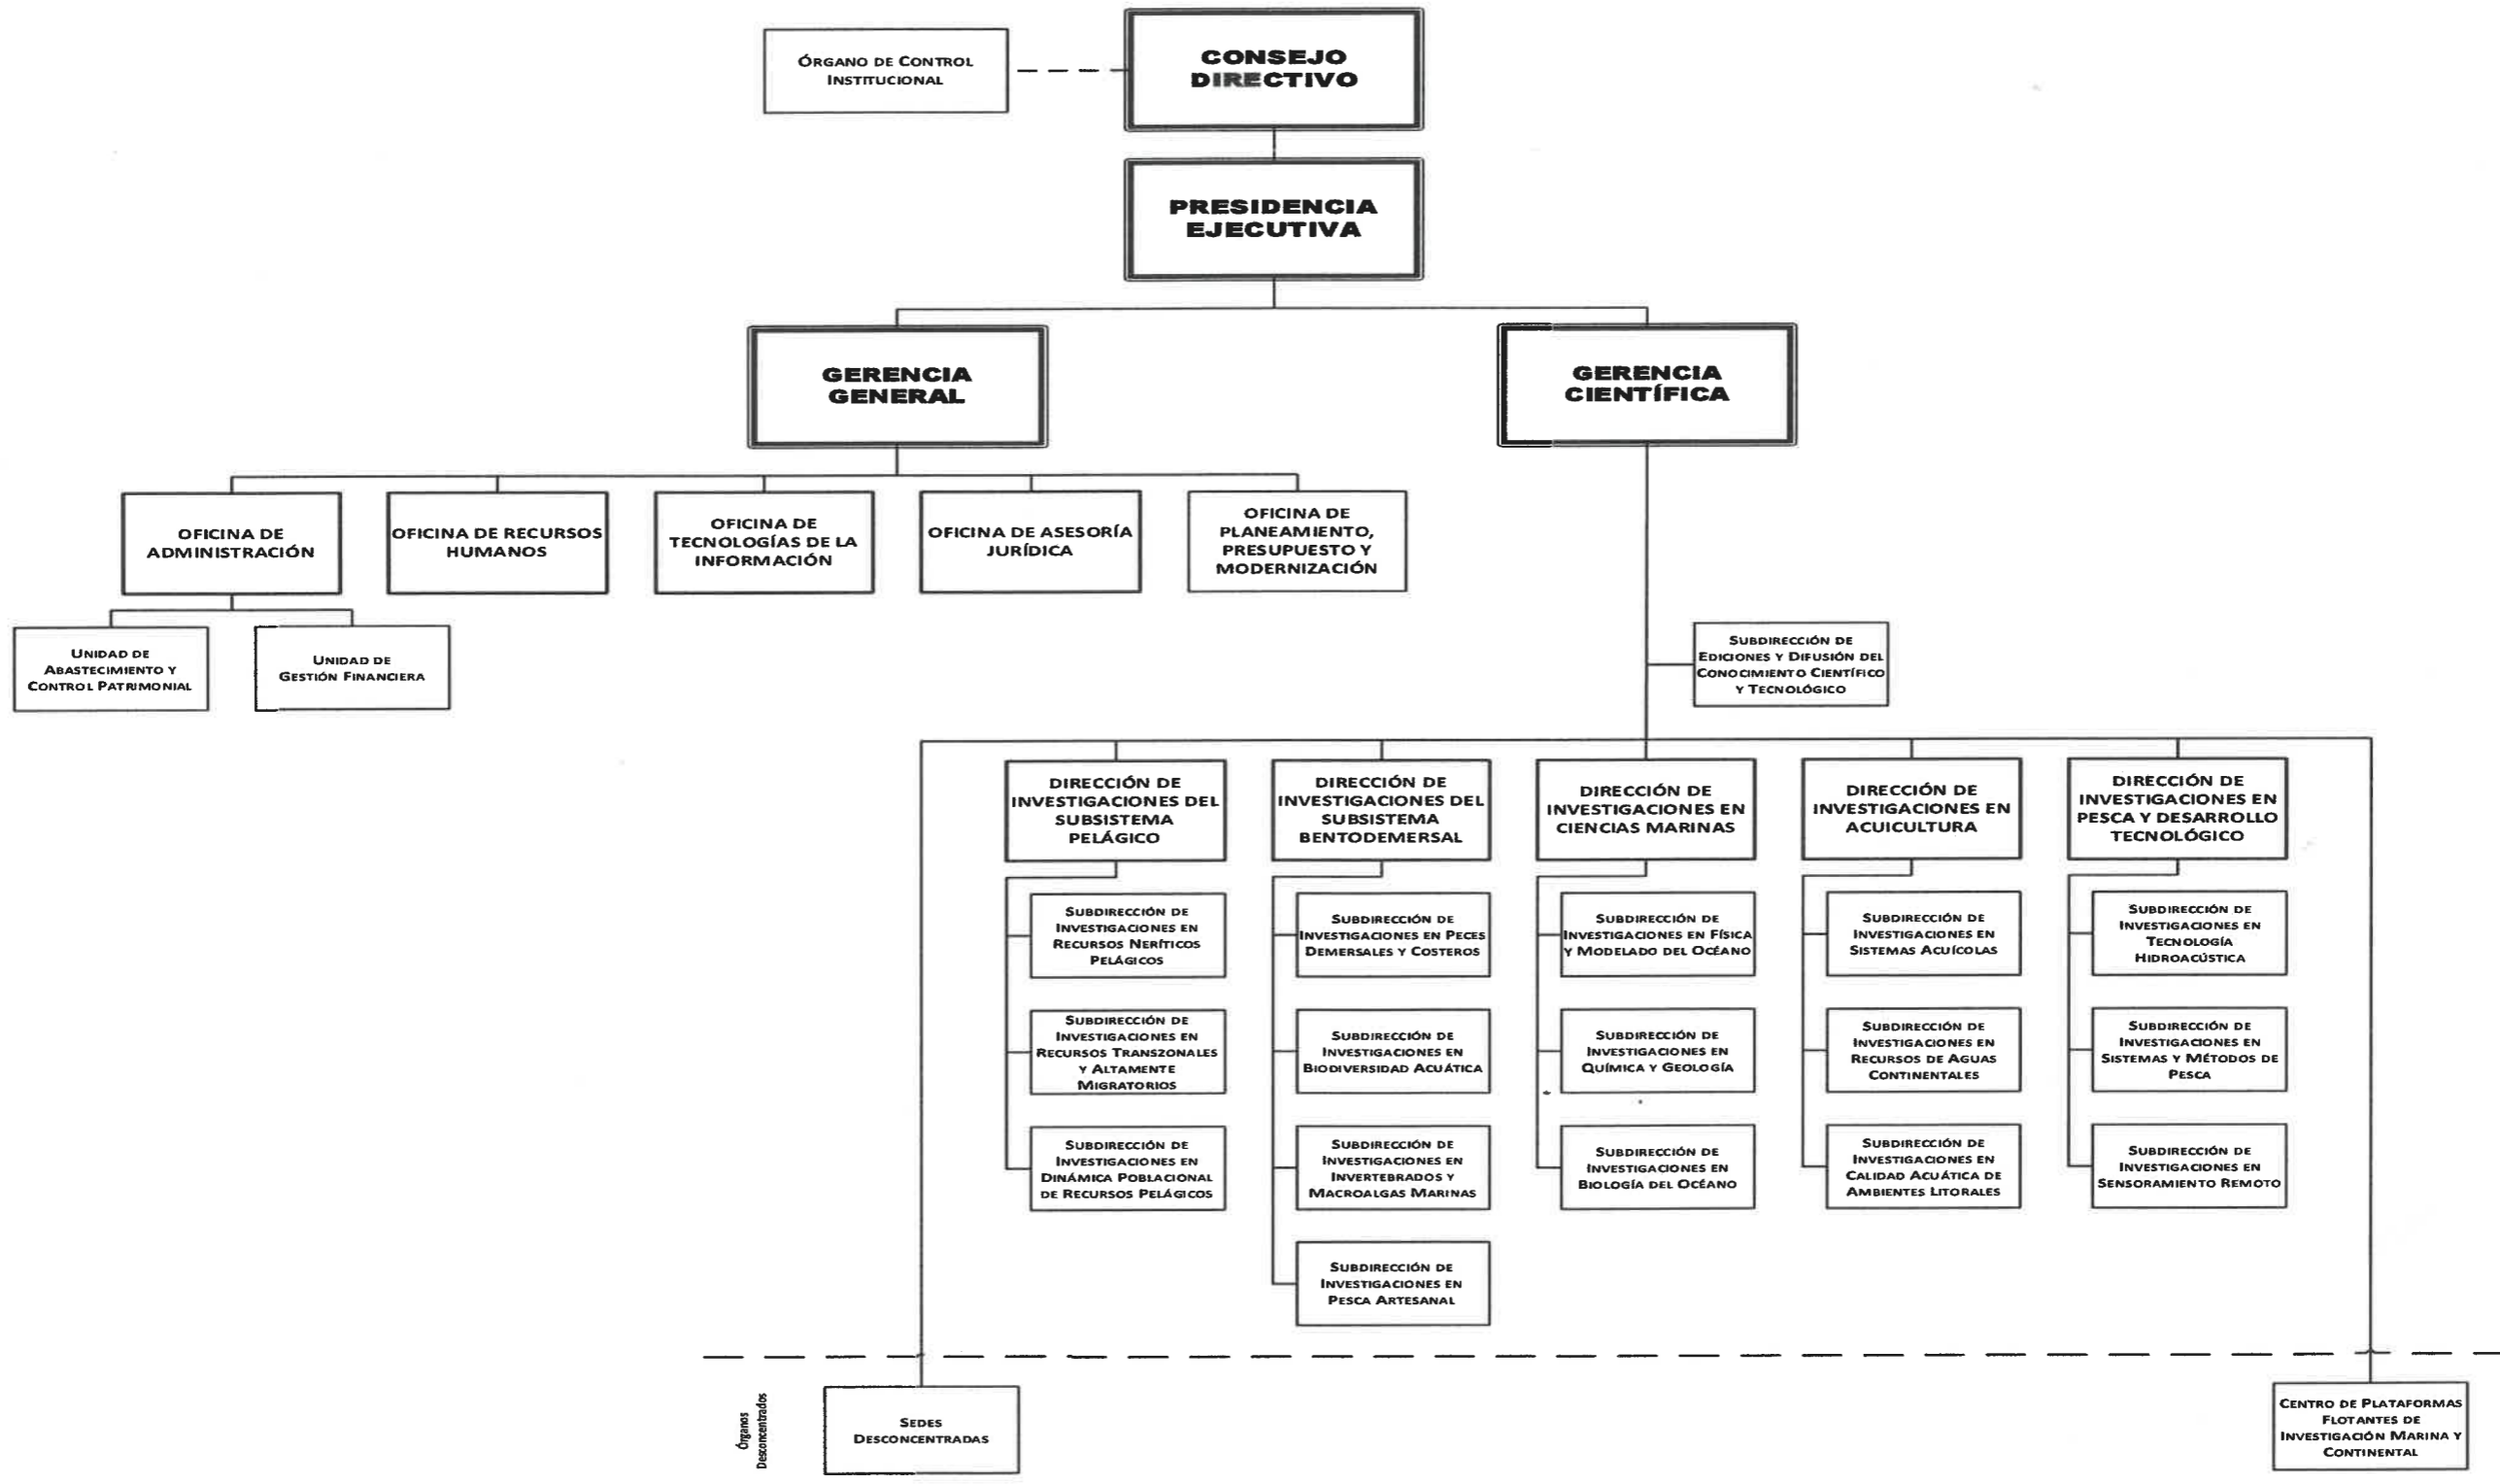 ÓRGANO DE CONTROL
INSTITUCIONAL
CONSEJO
DIRECTIVO
PRESIDENCIA
EJECUTIVA
GERENCIA
GENERAL
GERENCIA
CIENTÍFICA
OFICINA DE
ADMINISTRACIÓN
OFICINA DE RECURSOS
HUMANOS
OFICINA DE
TECNOLOGÍAS DE LA
INFORMACIÓN
OFICINA DE ASESORÍA
JURÍDICA
OFICINA DE
PLANEAMIENTO,
PRESUPUESTO Y
MODERNIZACIÓN
UNIDAD DE
ABASTECIMIENTO Y
CONTROL PATRIMONIAL
UNIDAD DE
GESTIÓN FINANCIERA
SUBDIRECCIÓN DE
EDICIONES Y DIFUSIÓN DEL
CONOCIMIENTO CIENTÍFICO
Y TECNOLÓGICO
DIRECCIÓN DE
INVESTIGACIONES DEL
SUBSISTEMA
PELÁGICO
DIRECCIÓN DE
INVESTIGACIONES DEL
SUBSISTEMA
BENTODEMERSAL
DIRECCIÓN DE
INVESTIGACIONES EN
CIENCIAS MARINAS
DIRECCIÓN DE
INVESTIGACIONES EN
ACUICULTURA
DIRECCIÓN DE
INVESTIGACIONES EN
PESCA Y DESARROLLO
TECNOLÓGICO
SUBDIRECCIÓN DE
INVESTIGACIONES EN
RECURSOS NERÍTICOS
PELÁGICOS
SUBDIRECCIÓN DE
INVESTIGACIONES EN PECES
DEMERSALES Y COSTEROS
SUBDIRECCIÓN DE
INVESTIGACIONES EN FÍSICA
Y MODELADO DEL OCÉANO
SUBDIRECCIÓN DE
INVESTIGACIONES EN
SISTEMAS ACUÍCOLAS
SUBDIRECCIÓN DE
INVESTIGACIONES EN
TECNOLOGÍA
HIDROACÚSTICA
SUBDIRECCIÓN DE
INVESTIGACIONES EN
RECURSOS TRANSZONALES
Y ALTAMENTE
MIGRATORIOS
SUBDIRECCIÓN DE
INVESTIGACIONES EN
BIODIVERSIDAD ACUÁTICA
SUBDIRECCIÓN DE
INVESTIGACIONES EN
QUÍMICA Y GEOLOGÍA
SUBDIRECCIÓN DE
INVESTIGACIONES EN
RECURSOS DE AGUAS
CONTINENTALES
SUBDIRECCIÓN DE
INVESTIGACIONES EN
SISTEMAS Y MÉTODOS DE
PESCA
SUBDIRECCIÓN DE
INVESTIGACIONES EN
DINÁMICA POBLACIONAL
DE RECURSOS PELÁGICOS
SUBDIRECCIÓN DE
INVESTIGACIONES EN
INVERTEBRADOS Y
MACROALGAS MARINAS
SUBDIRECCIÓN DE
INVESTIGACIONES EN
BIOLOGÍA DEL OCÉANO
SUBDIRECCIÓN DE
INVESTIGACIONES EN
CALIDAD ACUÁTICA DE
AMBIENTES LITORALES
SUBDIRECCIÓN DE
INVESTIGACIONES EN
SENSORAMIENTO REMOTO
SUBDIRECCIÓN DE
INVESTIGACIONES EN
PESCA ARTESANAL
Órganos
Desconcentrados
SEDES
DESCONCENTRADAS
CENTRO DE PLATAFORMAS
FLOTANTES DE
INVESTIGACIÓN MARINA Y
CONTINENTAL